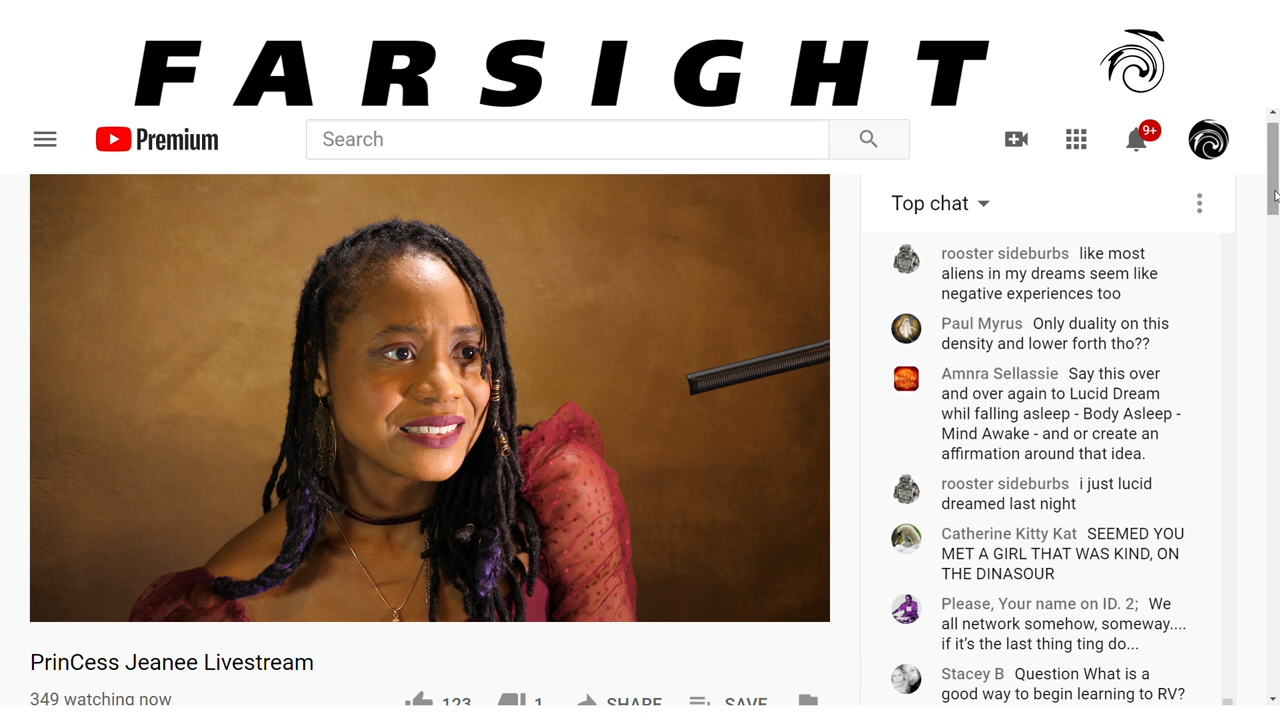 FARSIGHT
Premium
Search
9+
Top chat
rooster sideburbs like most
aliens in my dreams seem like
negative experiences too
Paul Myrus Only duality on this
density and lower forth tho??
Amnra Sellassie Say this over
and over again to Lucid Dream
whil falling asleep - Body Asleep -
Mind Awake - and or create an
affirmation around that idea.
rooster sideburbs i just lucid
dreamed last night
Catherine Kitty Kat SEEMED YOU
MET A GIRL THAT WAS KIND, ON
THE DINASOUR
Please, Your name on ID. 2; We
all network somehow, someway....
if it's the last thing ting do...
Stacey B Question What is a
good way to begin learning to RV?
PrinCess Jeanee Livestream
349 watching now
123
1
SHARE
SAVE